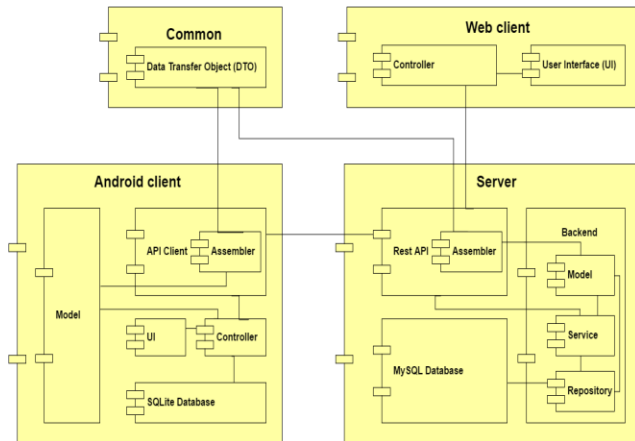 Common
Data Transfer Object (DTO)
Web client
Controller
User Interface (UI)
Android client
API Client
Assembler
Model
UI
Controller
SQLite Database
Server
Rest API
Assembler
Backend
Model
Service
MySQL Database
Repository